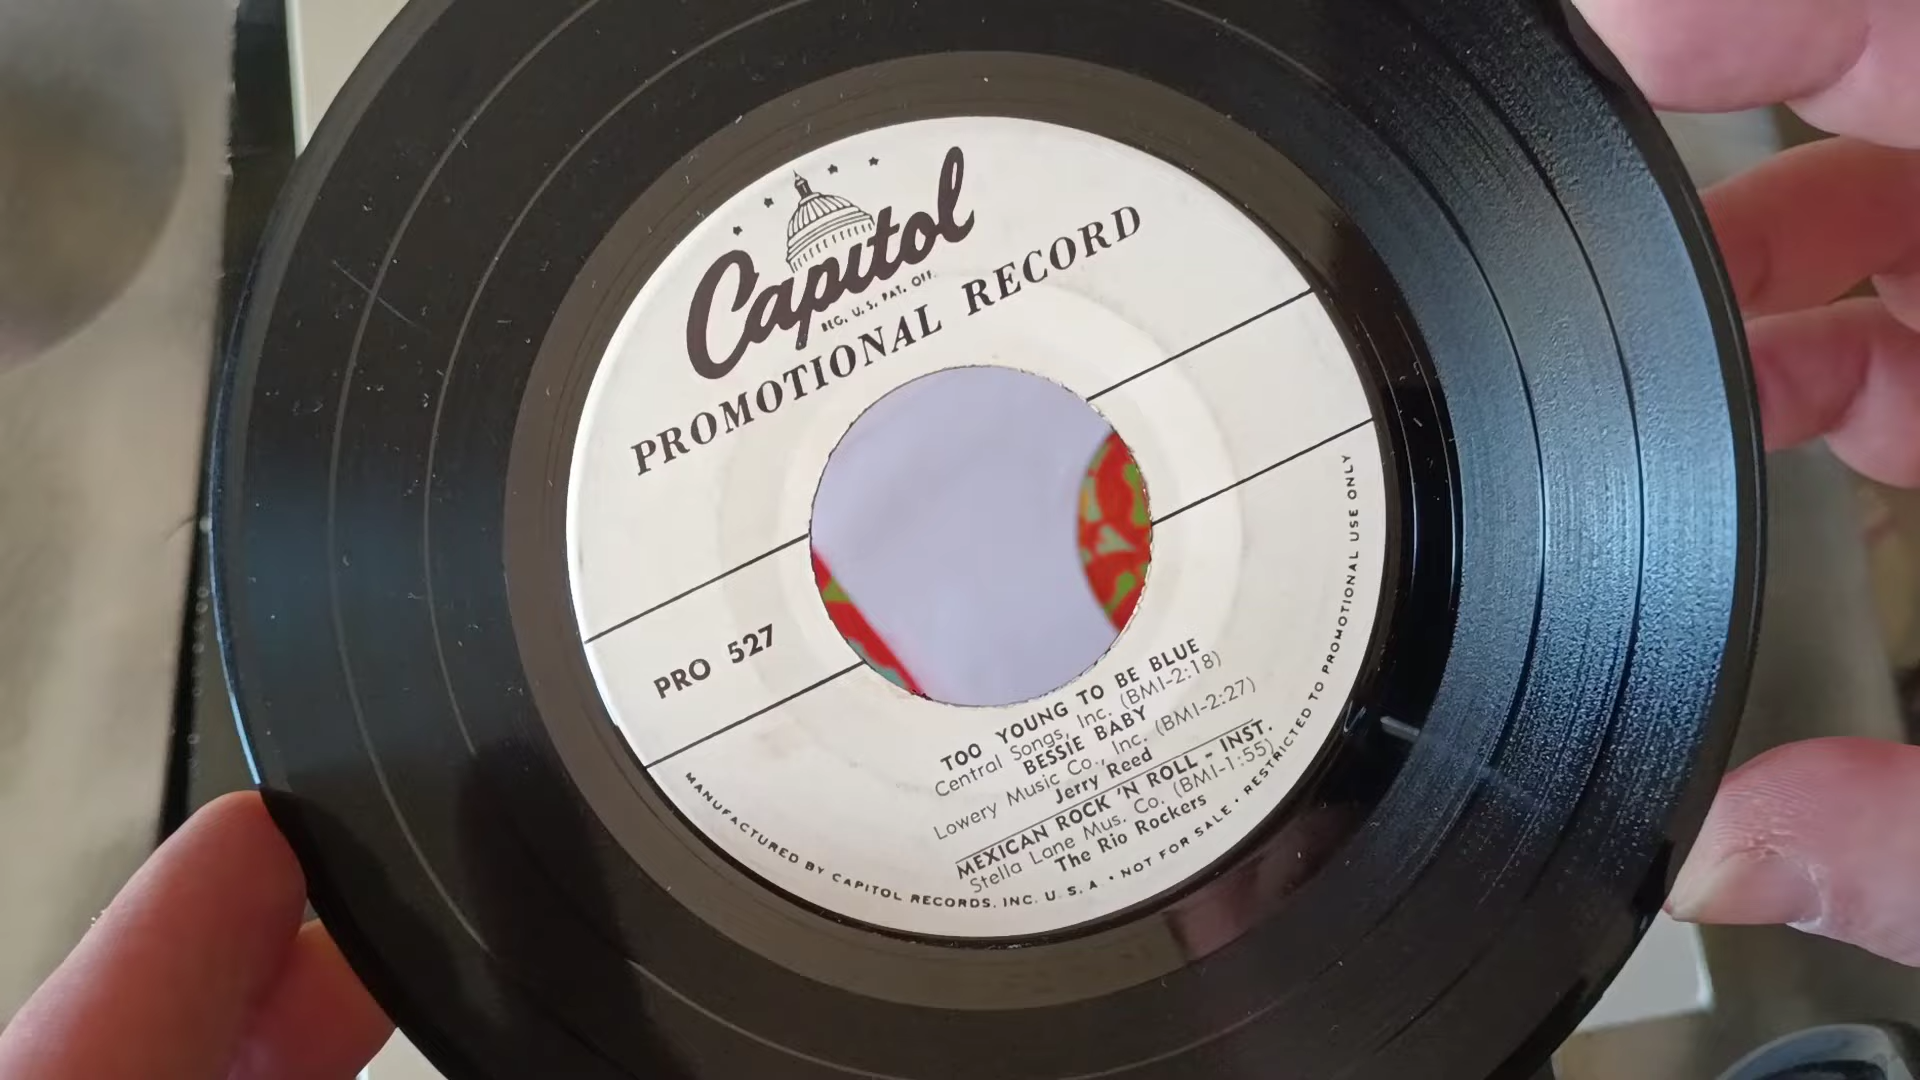 Capitol
REG. U. S. PAT. OFF.
PROMOTIONAL RECORD
PRO 527
TOO YOUNG TO BE BLUE
Central Songs, Inc. (BMI-2:18)
BESSIE BABY
Lowery Music Co., Inc. (BMI-2:27)
Jerry Reed
MEXICAN ROCK 'N ROLL - INST.
Stella Lane Mus. Co. (BMI-1:55)
The Rio Rockers
MANUFACTURED BY CAPITOL RECORDS, INC. U. S. A. • NOT FOR SALE • RESTRICTED TO PROMOTIONAL USE ONLY